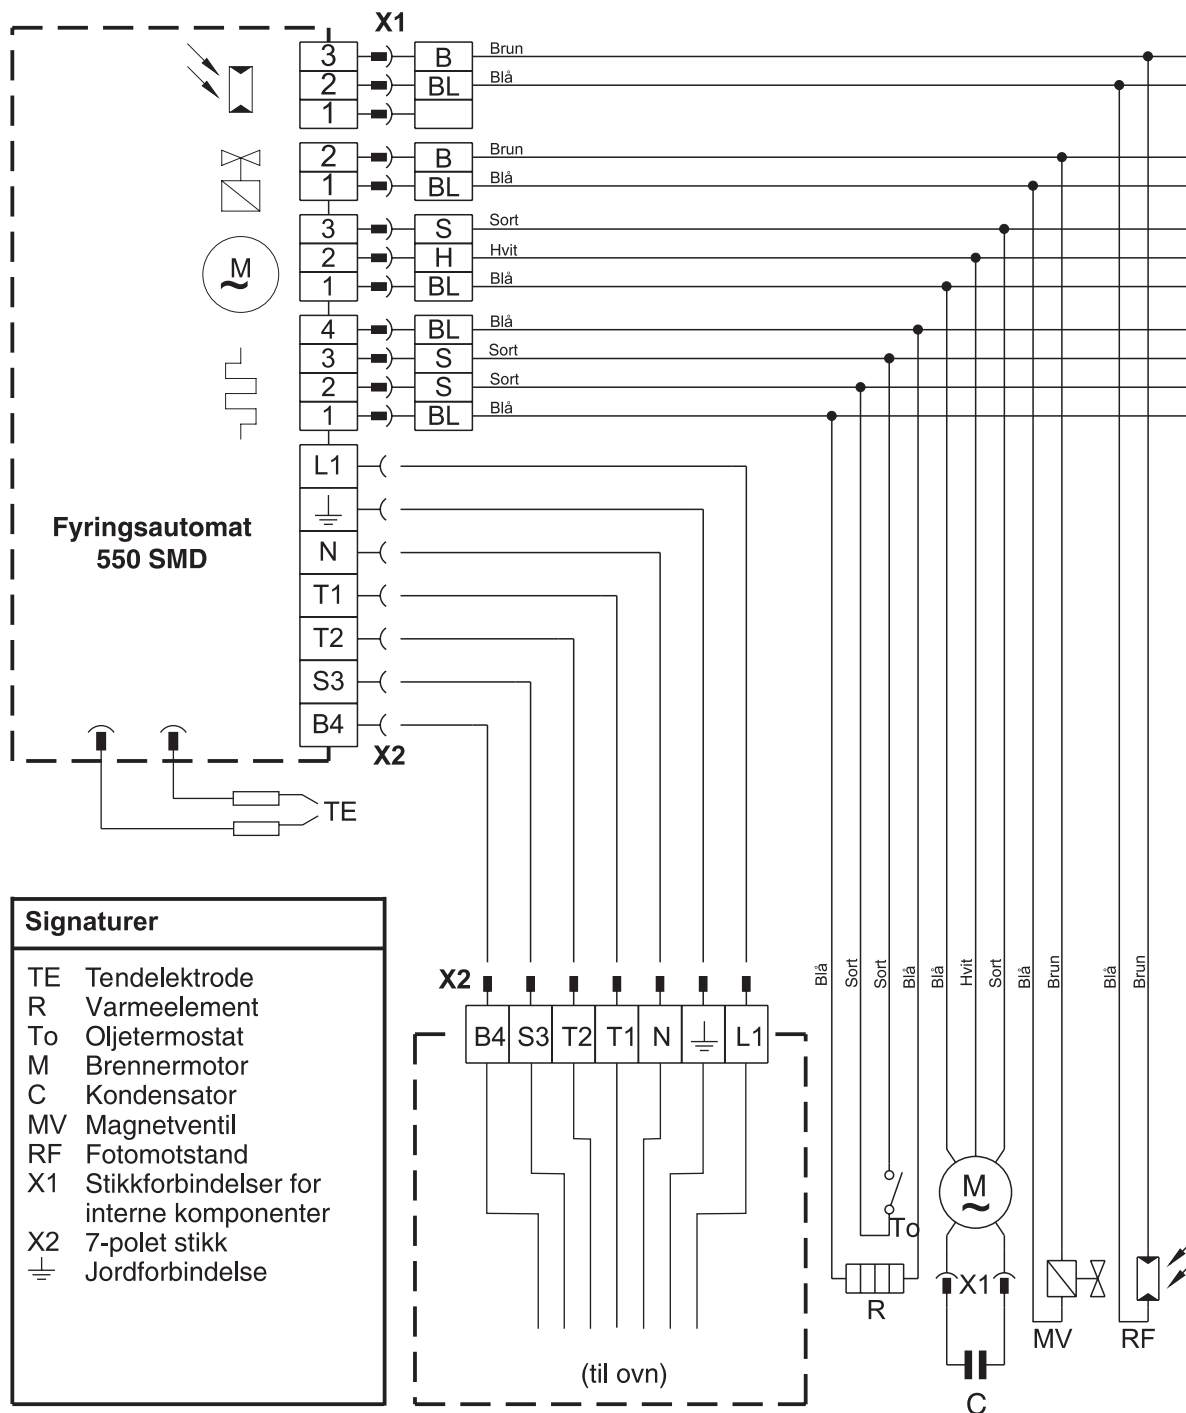 X1
3 B Brun
2 BL Blå
1
2 B Brun
1 BL Blå
3 S Sort
2 H Hvit
1 BL Blå
M
~
4 BL Blå
3 S Sort
2 S Sort
1 BL Blå
L1
Fyringsautomat
550 SMD
N
T1
T2
S3
B4
X2
TE
Signaturer
TE Tendelektrode
R Varmeelement
To Oljetermostat
M Brennermotor
C Kondensator
MV Magnetventil
RF Fotomotstand
X1 Stikkforbindelser for
interne komponenter
X2 7-polet stikk
Jordforbindelse
X2
B4 S3 T2 T1 N L1
(til ovn)
Blå
Sort
Sort
Blå
Blå
Hvit
Sort
Blå
Brun
Blå
Brun
To
R
M
~
X1
C
MV
RF